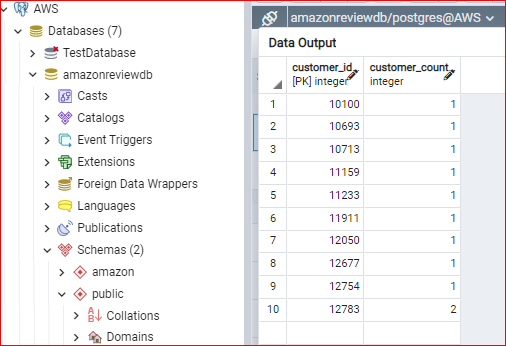 AWS
Databases (7)
TestDatabase
amazonreviewdb
Casts
Catalogs
Event Triggers
Extensions
Foreign Data Wrappers
Languages
Publications
Schemas (2)
amazon
public
Collations
Domains
amazonreviewdb/postgres@AWS
Data Output
customer_id customer_count
[PK] integer integer
1 10100 1
2 10693 1
3 10713 1
4 11159 1
5 11233 1
6 11911 1
7 12050 1
8 12677 1
9 12754 1
10 12783 2